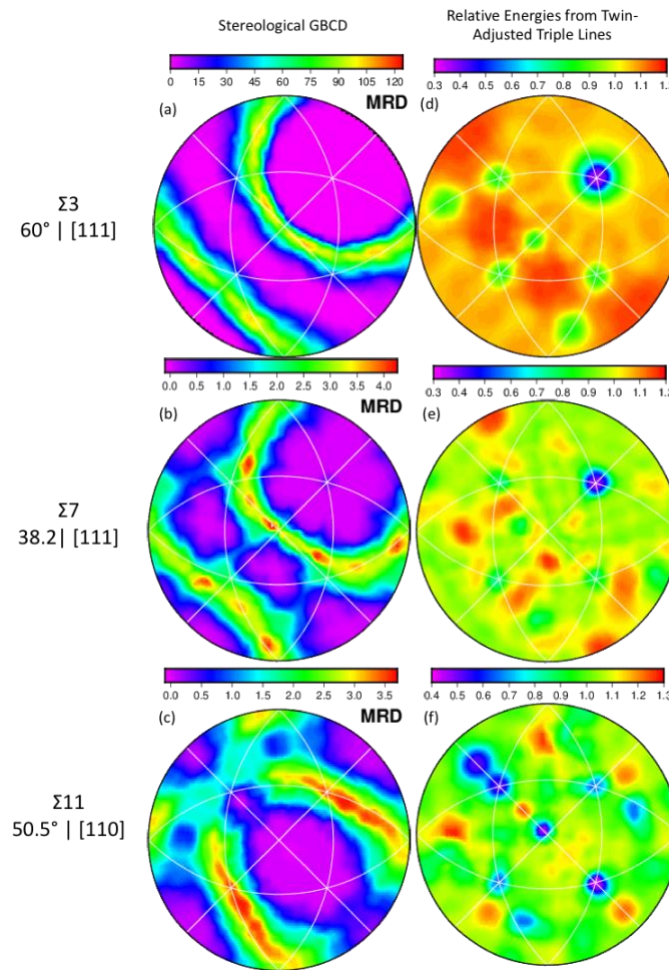 Stereological GBCD
Relative Energies from Twin-
Adjusted Triple Lines
0 15 30 45 60 75 90 105 120
MRD
(a)
0.3 0.4 0.5 0.6 0.7 0.8 0.9 1.0 1.1 1.2
(d)
Σ3
60° | [111]
0.0 0.5 1.0 1.5 2.0 2.5 3.0 3.5 4.0
MRD
(b)
0.3 0.4 0.5 0.6 0.7 0.8 0.9 1.0 1.1 1.2
(e)
Σ7
38.2| [111]
0.0 0.5 1.0 1.5 2.0 2.5 3.0 3.5
MRD
(c)
0.4 0.5 0.6 0.7 0.8 0.9 1.0 1.1 1.2 1.3
(f)
Σ11
50.5° | [110]